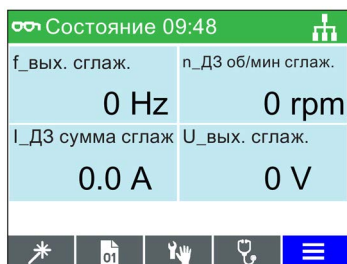 Состояние 09:48
f_вых. сглаж.
n_ДЗ об/мин сглаж.
0 Hz
0 rpm
I_ДЗ сумма сглаж
U_вых. сглаж.
0.0 A
0 V
01